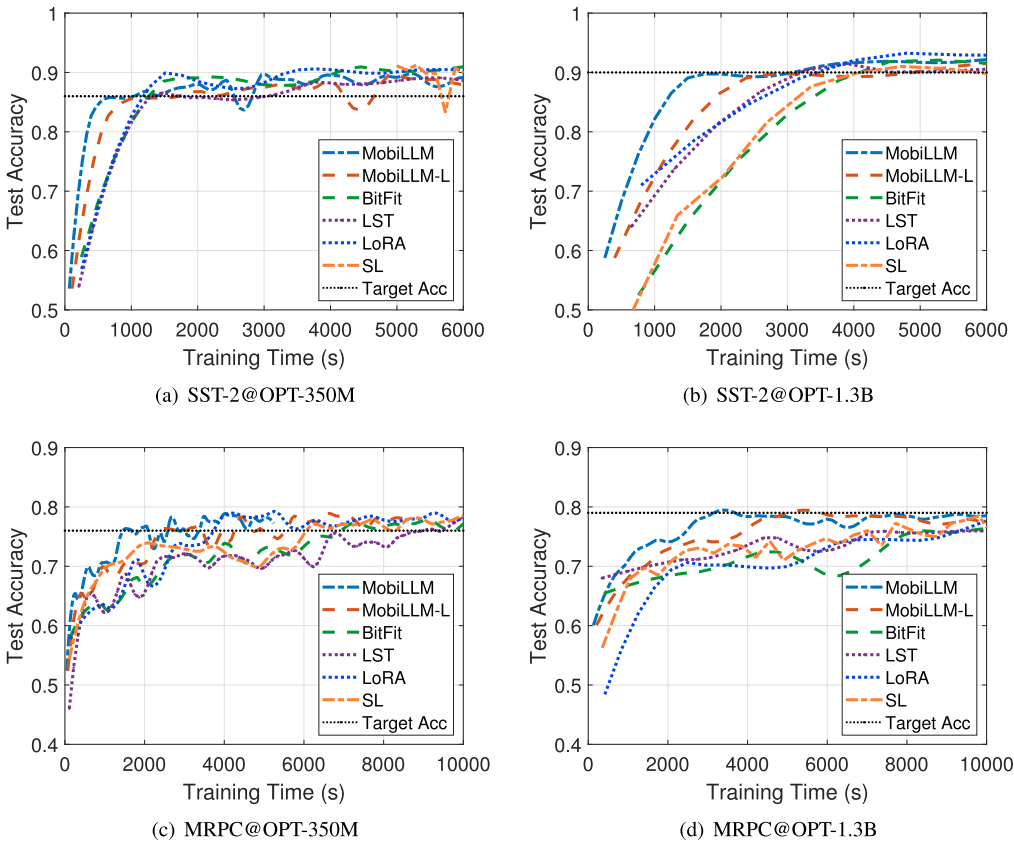 1
0.9
0.8
0.7
0.6
0.5
Test Accuracy
MobiLLM
MobiLLM-L
BitFit
LST
LoRA
SL
Target Acc
0 1000 2000 3000 4000 5000 6000
Training Time (s)
(a) SST-2@OPT-350M
1
0.9
0.8
0.7
0.6
0.5
Test Accuracy
MobiLLM
MobiLLM-L
BitFit
LST
LoRA
SL
Target Acc
0 1000 2000 3000 4000 5000 6000
Training Time (s)
(b) SST-2@OPT-1.3B
0.9
0.8
0.7
0.6
0.5
0.4
Test Accuracy
MobiLLM
MobiLLM-L
BitFit
LST
LoRA
SL
Target Acc
0 2000 4000 6000 8000 10000
Training Time (s)
(c) MRPC@OPT-350M
0.9
0.8
0.7
0.6
0.5
0.4
Test Accuracy
MobiLLM
MobiLLM-L
BitFit
LST
LoRA
SL
Target Acc
0 2000 4000 6000 8000 10000
Training Time (s)
(d) MRPC@OPT-1.3B